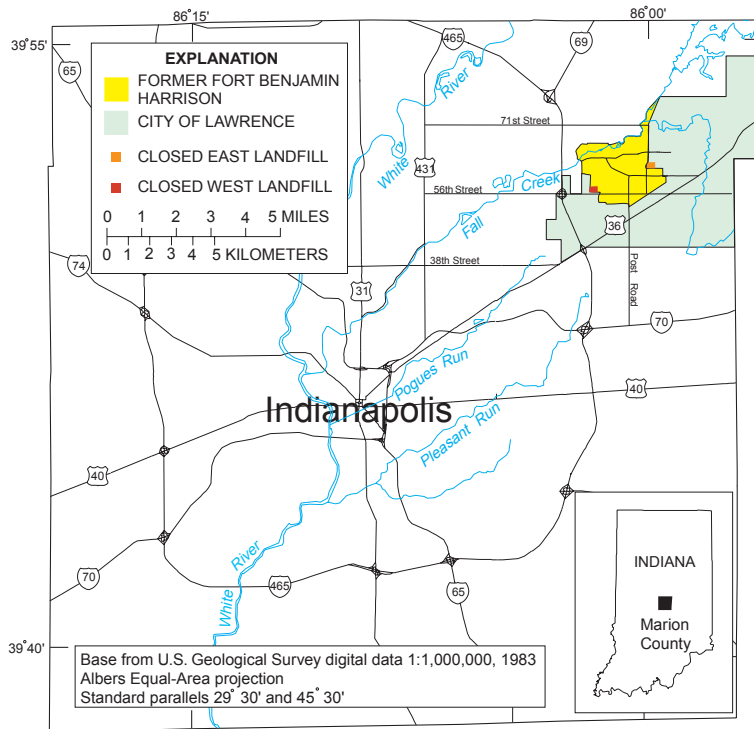 86°15'
86°00'
39°55'
465
69
65
EXPLANATION
FORMER FORT BENJAMIN
HARRISON
CITY OF LAWRENCE
CLOSED EAST LANDFILL
CLOSED WEST LANDFILL
0 1 2 3 4 5 MILES
0 1 2 3 4 5 KILOMETERS
White
River
71st Street
431
56th Street
Fall
Creek
36
38th Street
Post
Road
74
31
70
Pogues Run
40
Indianapolis
Pleasant Run
40
70
465
65
White
River
39°40'
INDIANA
Marion
County
Base from U.S. Geological Survey digital data 1:1,000,000, 1983
Albers Equal-Area projection
Standard parallels 29° 30' and 45° 30'